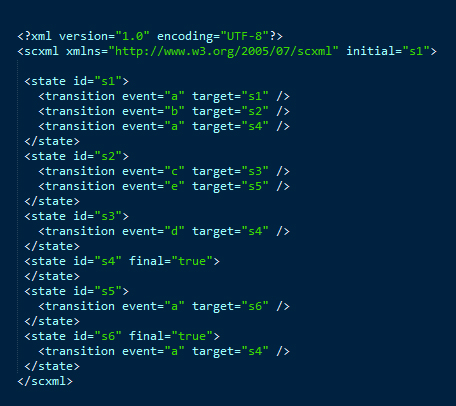 <?xml version="1.0" encoding="UTF-8"?>
<scxml xmlns="http://www.w3.org/2005/07/scxml" initial="s1">
<state id="s1">
<transition event="a" target="s1" />
<transition event="b" target="s2" />
<transition event="a" target="s4" />
</state>
<state id="s2">
<transition event="c" target="s3" />
<transition event="e" target="s5" />
</state>
<state id="s3">
<transition event="d" target="s4" />
</state>
<state id="s4" final="true">
</state>
<state id="s5">
<transition event="a" target="s6" />
</state>
<state id="s6" final="true">
<transition event="a" target="s4" />
</state>
</scxml>